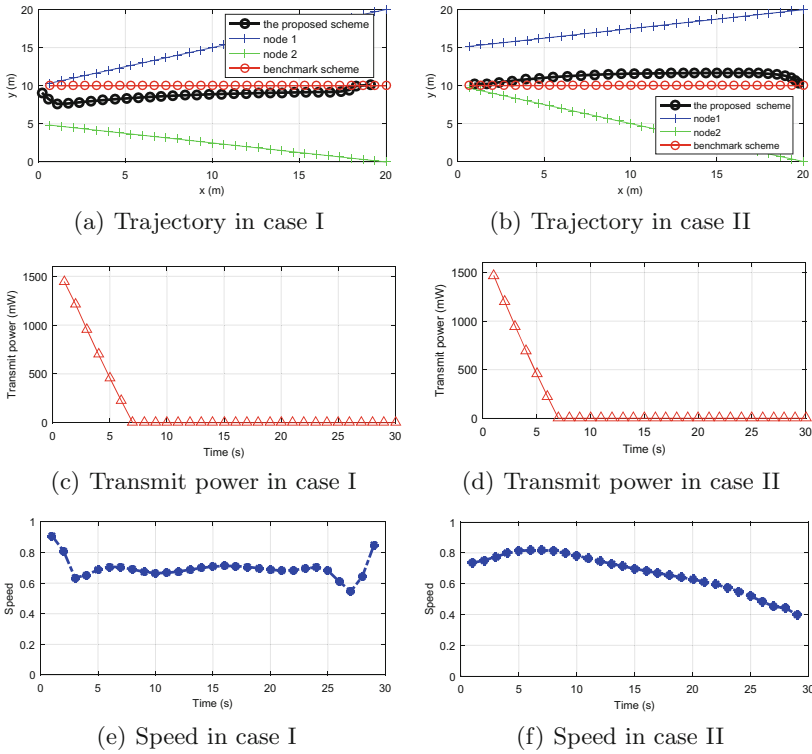 20
15
10
5
0
y (m)
0
5
10
15
20
x (m)
the proposed scheme
node 1
node 2
benchmark scheme
(a) Trajectory in case I
20
15
10
5
0
y (m)
0
5
10
15
20
x (m)
the proposed scheme
node1
node2
benchmark scheme
(b) Trajectory in case II
1500
1000
500
0
Transmit power (mW)
0
5
10
15
20
25
30
Time (s)
(c) Transmit power in case I
1500
1000
500
0
Transmit power (mW)
0
5
10
15
20
25
30
Time (s)
(d) Transmit power in case II
1
0.8
0.6
0.4
0.2
0
Speed
0
5
10
15
20
25
30
Time (s)
(e) Speed in case I
1
0.8
0.6
0.4
0.2
0
Speed
0
5
10
15
20
25
30
Time (s)
(f) Speed in case II